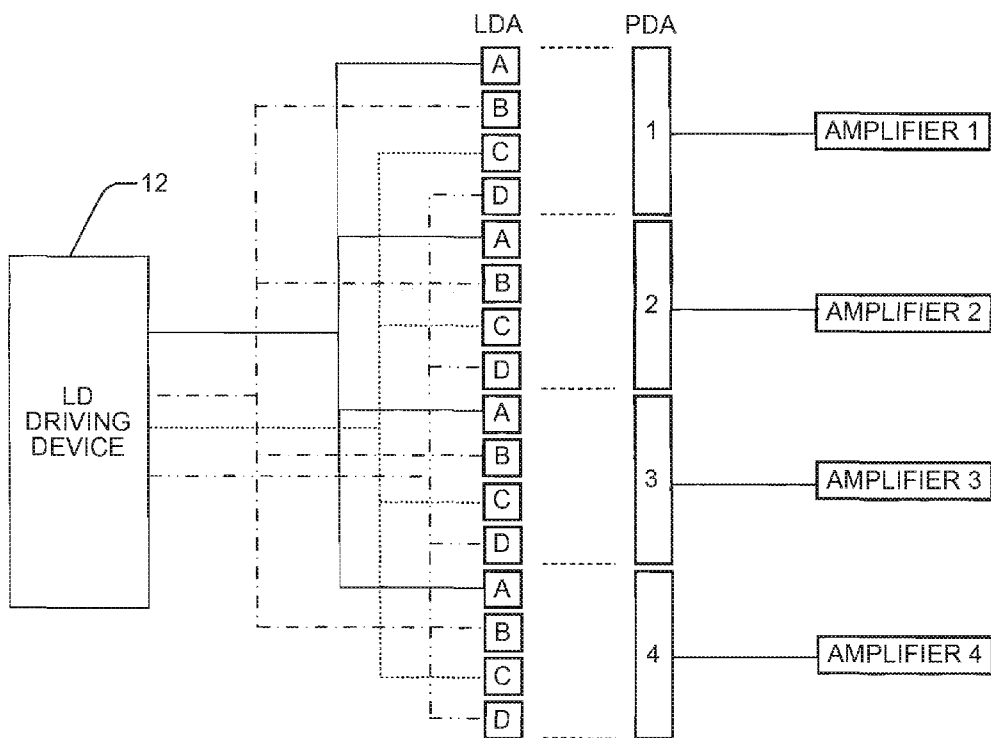 LDA PDA
A
B
C
D
1
AMPLIFIER 1
12
LD
DRIVING
DEVICE
A
B
C
D
2
AMPLIFIER 2
A
B
C
D
3
AMPLIFIER 3
A
B
C
D
4
AMPLIFIER 4